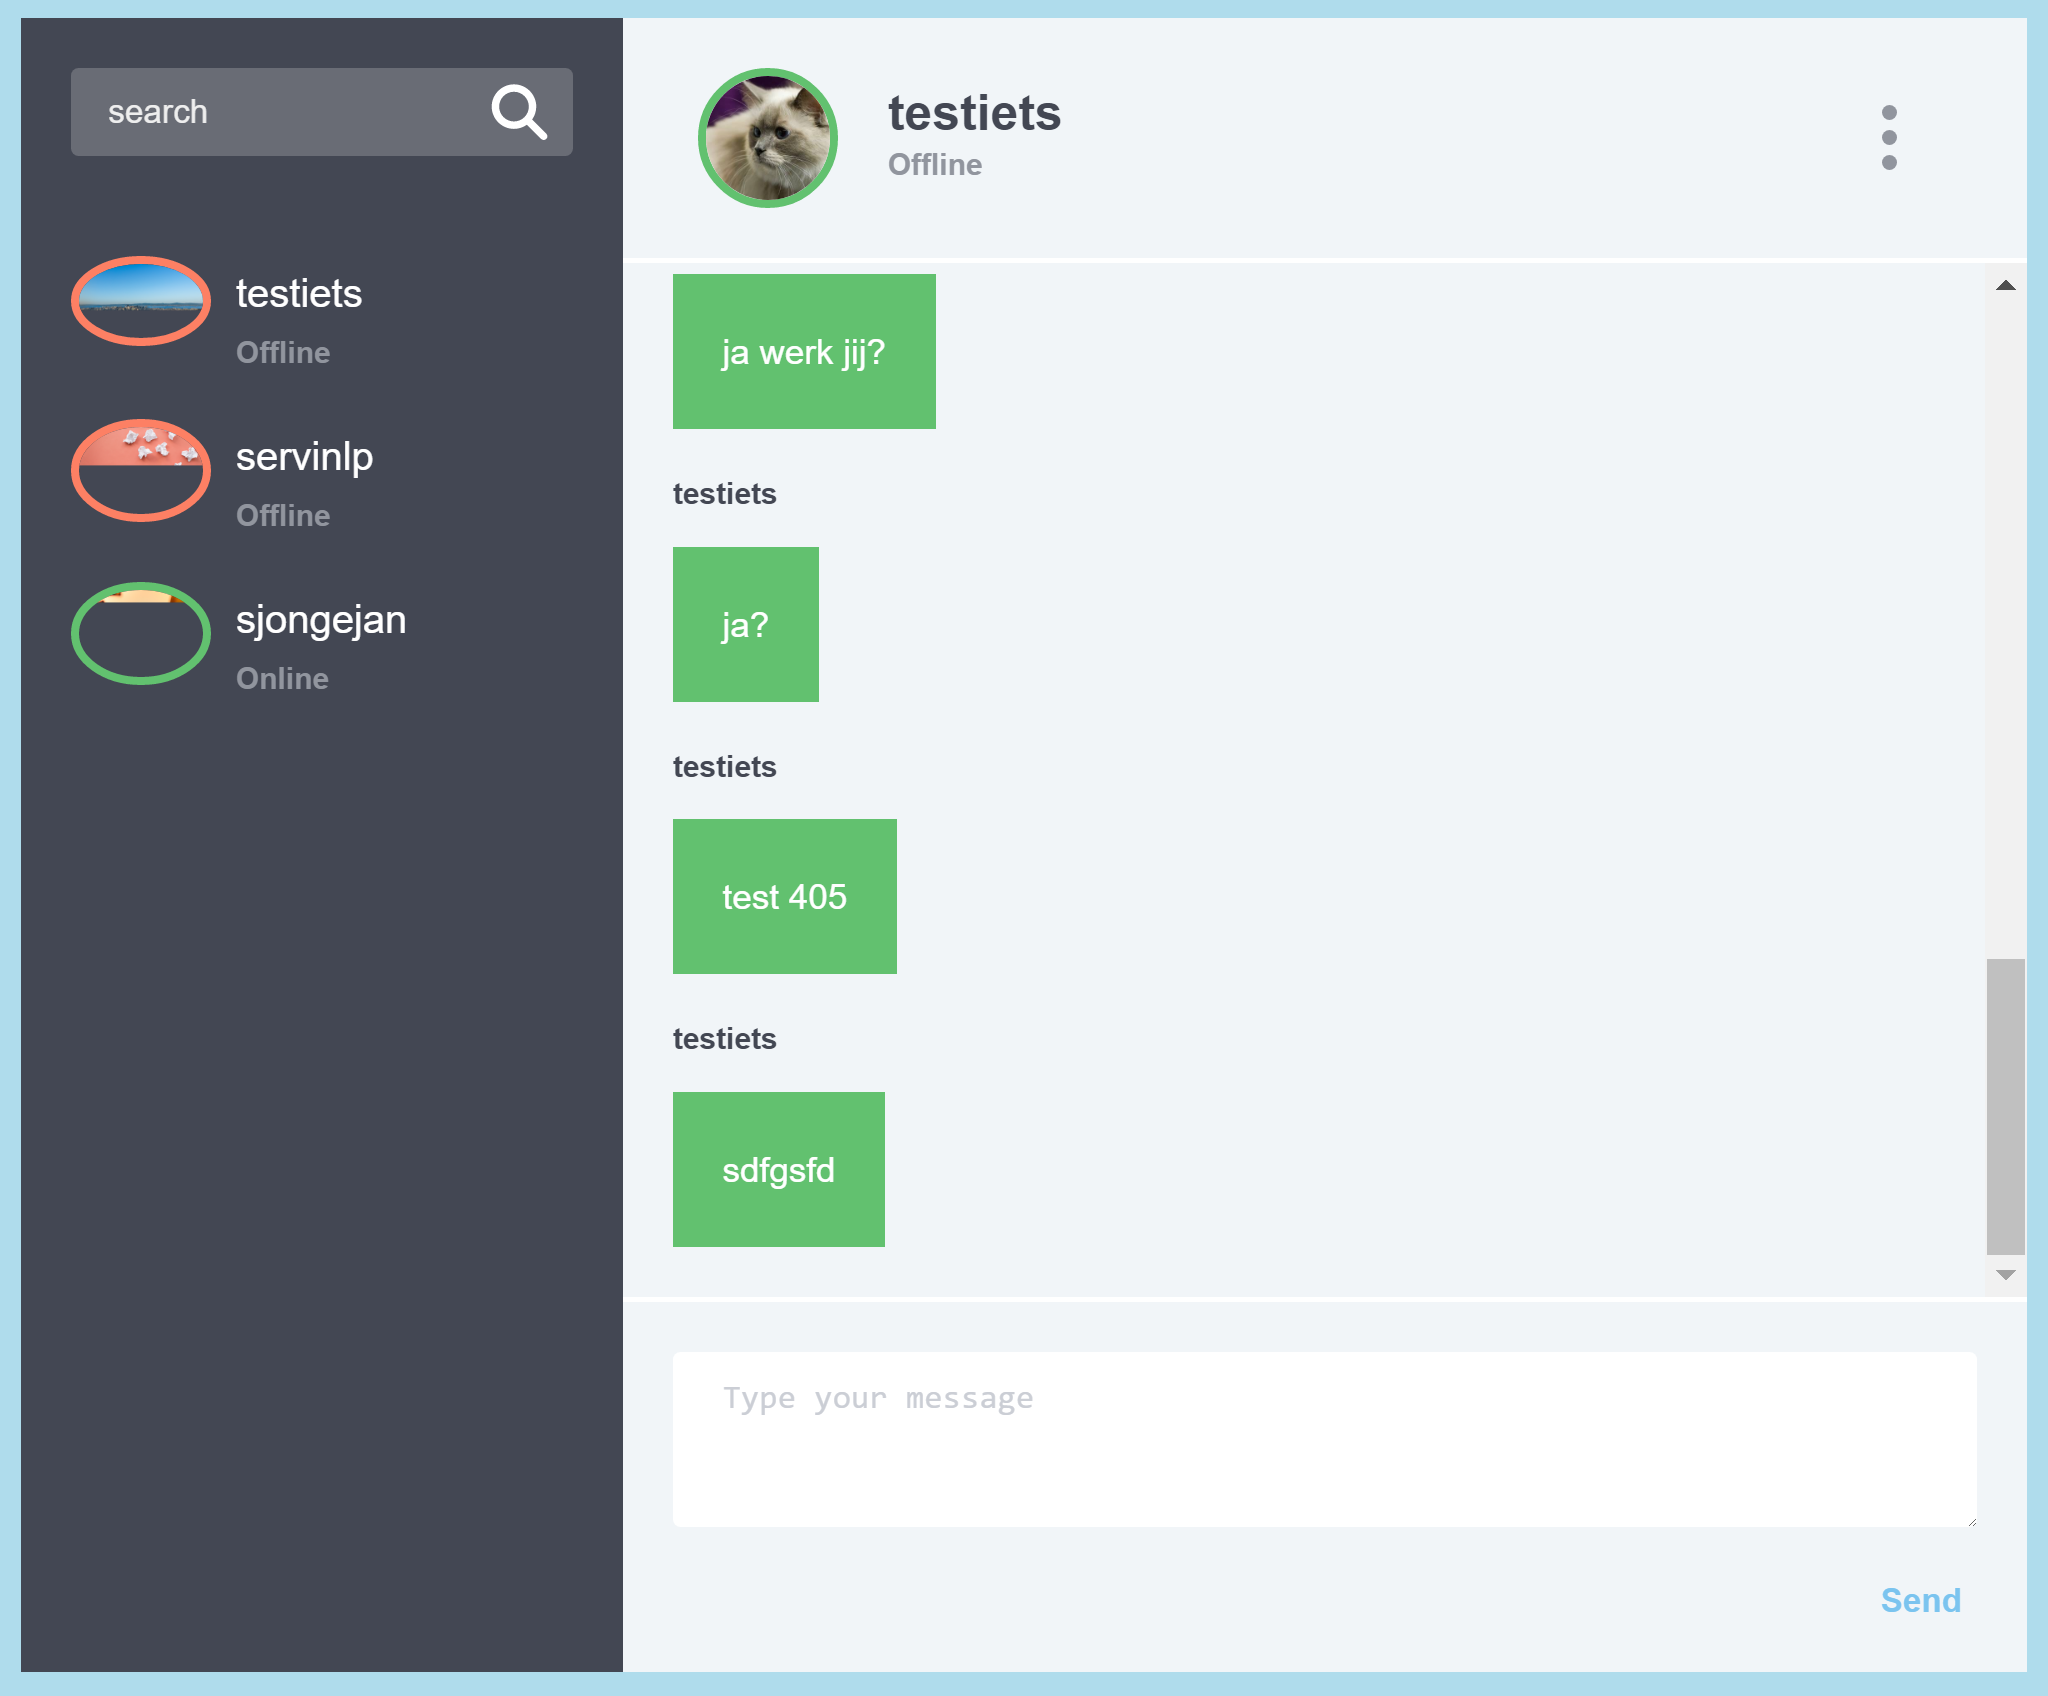 search
testiets
Offline
servinlp
Offline
sjongejan
Online
testiets
Offline
ja werk jij?
testiets
ja?
testiets
test 405
testiets
sdfgsfd
Type your message
Send